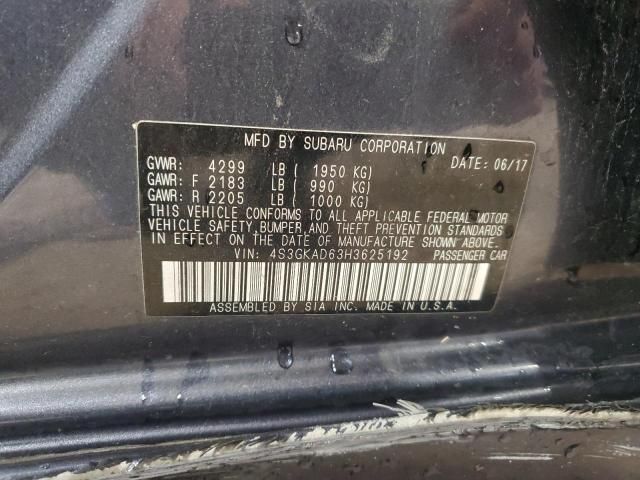 MFD BY SUBARU CORPORATION DATE: 06/17
GVWR: 4299 LB ( 1950 KG)
GAWR: F 2183 LB ( 990 KG)
GAWR: R 2205 LB ( 1000 KG)
THIS VEHICLE CONFORMS TO ALL APPLICABLE FEDERAL MOTOR
VEHICLE SAFETY, BUMPER, AND THEFT PREVENTION STANDARDS
IN EFFECT ON THE DATE OF MANUFACTURE SHOWN ABOVE.
VIN: 4S3GKAD63H3625192 PASSENGER CAR
ASSEMBLED BY SIA INC. MADE IN U.S.A.